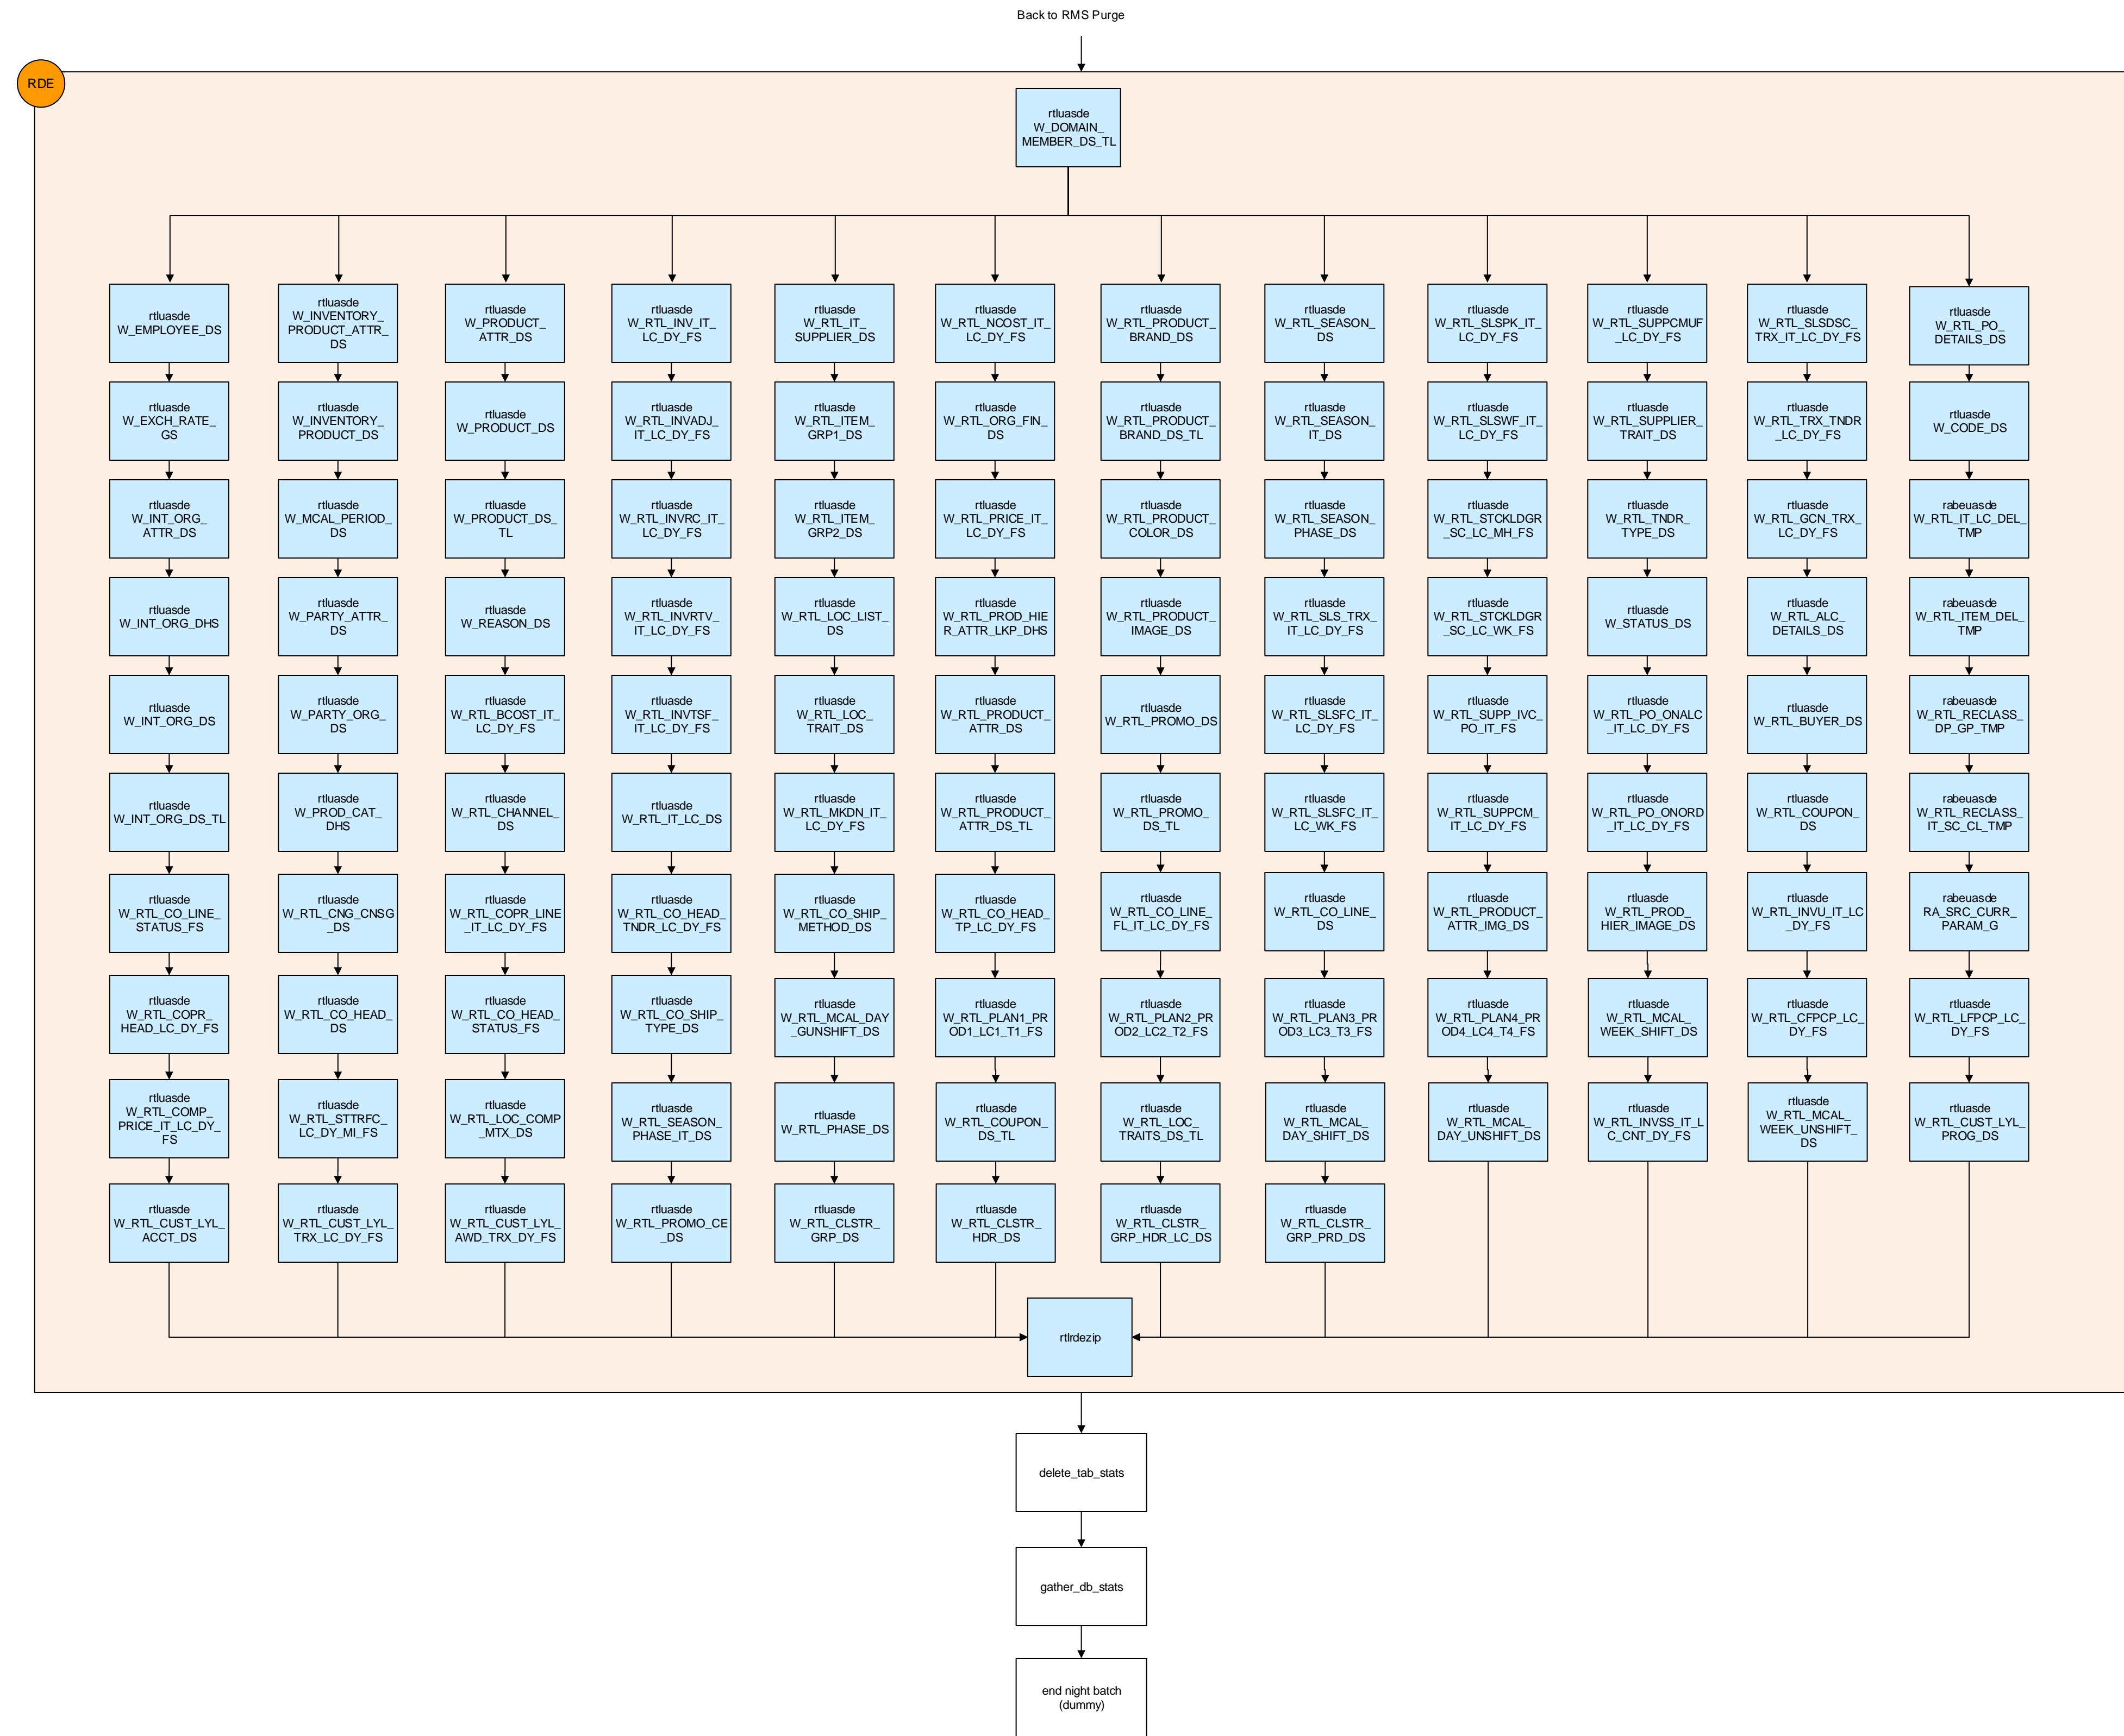 Back to RMS Purge
RDE
rtluasde
W_DOMAIN_
MEMBER_DS_TL
rtluasde
W_EMPLOYEE_DS
rtluasde
W_INVENTORY_
PRODUCT_ATTR_
DS
rtluasde
W_PRODUCT_
ATTR_DS
rtluasde
W_RTL_INV_IT_
LC_DY_FS
rtluasde
W_RTL_IT_
SUPPLIER_DS
rtluasde
W_RTL_NCOST_IT_
LC_DY_FS
rtluasde
W_RTL_PRODUCT_
BRAND_DS
rtluasde
W_RTL_SEASON_
DS
rtluasde
W_RTL_SLSPK_IT_
LC_DY_FS
rtluasde
W_RTL_SUPPCMUF
_LC_DY_FS
rtluasde
W_RTL_SLSDSC_
TRX_IT_LC_DY_FS
rtluasde
W_RTL_PO_
DETAILS_DS
rtluasde
W_EXCH_RATE_
GS
rtluasde
W_INVENTORY_
PRODUCT_DS
rtluasde
W_PRODUCT_DS
rtluasde
W_RTL_INVADJ_
IT_LC_DY_FS
rtluasde
W_RTL_ITEM_
GRP1_DS
rtluasde
W_RTL_ORG_FIN_
DS
rtluasde
W_RTL_PRODUCT_
BRAND_DS_TL
rtluasde
W_RTL_SEASON_
IT_DS
rtluasde
W_RTL_SLSWF_IT_
LC_DY_FS
rtluasde
W_RTL_SUPPLIER_
TRAIT_DS
rtluasde
W_RTL_TRX_TNDR
_LC_DY_FS
rtluasde
W_CODE_DS
rtluasde
W_INT_ORG_
ATTR_DS
rtluasde
W_MCAL_PERIOD_
DS
rtluasde
W_PRODUCT_DS_
TL
rtluasde
W_RTL_INVRC_IT_
LC_DY_FS
rtluasde
W_RTL_ITEM_
GRP2_DS
rtluasde
W_RTL_PRICE_IT_
LC_DY_FS
rtluasde
W_RTL_PRODUCT_
COLOR_DS
rtluasde
W_RTL_SEASON_
PHASE_DS
rtluasde
W_RTL_STCKLDGR
_SC_LC_MH_FS
rtluasde
W_RTL_TNDR_
TYPE_DS
rtluasde
W_RTL_GCN_TRX_
LC_DY_FS
rabeuasde
W_RTL_IT_LC_DEL_
TMP
rtluasde
W_INT_ORG_DHS
rtluasde
W_PARTY_ATTR_
DS
rtluasde
W_REASON_DS
rtluasde
W_RTL_INVRTV_
IT_LC_DY_FS
rtluasde
W_RTL_LOC_LIST_
DS
rtluasde
W_RTL_PROD_HIE
R_ATTR_LKP_DHS
rtluasde
W_RTL_PRODUCT_
IMAGE_DS
rtluasde
W_RTL_SLS_TRX_
IT_LC_DY_FS
rtluasde
W_RTL_STCKLDGR
_SC_LC_WK_FS
rtluasde
W_STATUS_DS
rtluasde
W_RTL_ALC_
DETAILS_DS
rabeuasde
W_RTL_ITEM_DEL_
TMP
rtluasde
W_INT_ORG_DS
rtluasde
W_PARTY_ORG_
DS
rtluasde
W_RTL_BCOST_IT_
LC_DY_FS
rtluasde
W_RTL_INVTSF_
IT_LC_DY_FS
rtluasde
W_RTL_LOC_
TRAIT_DS
rtluasde
W_RTL_PRODUCT_
ATTR_DS
rtluasde
W_RTL_PROMO_DS
rtluasde
W_RTL_SLSFC_IT_
LC_DY_FS
rtluasde
W_RTL_SUPP_IVC_
PO_IT_FS
rtluasde
W_RTL_PO_ONALC
_IT_LC_DY_FS
rtluasde
W_RTL_BUYER_DS
rabeuasde
W_RTL_RECLASS_
DP_GP_TMP
rtluasde
W_INT_ORG_DS_TL
rtluasde
W_PROD_CAT_
DHS
rtluasde
W_RTL_CHANNEL_
DS
rtluasde
W_RTL_IT_LC_DS
rtluasde
W_RTL_MKDN_IT_
LC_DY_FS
rtluasde
W_RTL_PRODUCT_
ATTR_DS_TL
rtluasde
W_RTL_PROMO_
DS_TL
rtluasde
W_RTL_SLSFC_IT_
LC_WK_FS
rtluasde
W_RTL_SUPPCM_
IT_LC_DY_FS
rtluasde
W_RTL_PO_ONORD
_IT_LC_DY_FS
rtluasde
W_RTL_COUPON_
DS
rabeuasde
W_RTL_RECLASS_
IT_SC_CL_TMP
rtluasde
W_RTL_CO_LINE_
STATUS_FS
rtluasde
W_RTL_CNG_CNSG
_DS
rtluasde
W_RTL_COPR_LINE
_IT_LC_DY_FS
rtluasde
W_RTL_CO_HEAD_
TNDR_LC_DY_FS
rtluasde
W_RTL_CO_SHIP_
METHOD_DS
rtluasde
W_RTL_CO_HEAD_
TP_LC_DY_FS
rtluasde
W_RTL_CO_LINE_
FL_IT_LC_DY_FS
rtluasde
W_RTL_CO_LINE_
DS
rtluasde
W_RTL_PRODUCT_
ATTR_IMG_DS
rtluasde
W_RTL_PROD_
HIER_IMAGE_DS
rtluasde
W_RTL_INVU_IT_LC
_DY_FS
rabeuasde
RA_SRC_CURR_
PARAM_G
rtluasde
W_RTL_COPR_
HEAD_LC_DY_FS
rtluasde
W_RTL_CO_HEAD_
DS
rtluasde
W_RTL_CO_HEAD_
STATUS_FS
rtluasde
W_RTL_CO_SHIP_
TYPE_DS
rtluasde
W_RTL_MCAL_DAY
_GUNSHIFT_DS
rtluasde
W_RTL_PLAN1_PR
OD1_LC1_T1_FS
rtluasde
W_RTL_PLAN2_PR
OD2_LC2_T2_FS
rtluasde
W_RTL_PLAN3_PR
OD3_LC3_T3_FS
rtluasde
W_RTL_PLAN4_PR
OD4_LC4_T4_FS
rtluasde
W_RTL_MCAL_
WEEK_SHIFT_DS
rtluasde
W_RTL_CFPCP_LC_
DY_FS
rtluasde
W_RTL_LFPCP_LC_
DY_FS
rtluasde
W_RTL_COMP_
PRICE_IT_LC_DY_
FS
rtluasde
W_RTL_STTRFC_
LC_DY_MI_FS
rtluasde
W_RTL_LOC_COMP
_MTX_DS
rtluasde
W_RTL_SEASON_
PHASE_IT_DS
rtluasde
W_RTL_PHASE_DS
rtluasde
W_RTL_COUPON_
DS_TL
rtluasde
W_RTL_LOC_
TRAITS_DS_TL
rtluasde
W_RTL_MCAL_
DAY_SHIFT_DS
rtluasde
W_RTL_MCAL_
DAY_UNSHIFT_DS
rtluasde
W_RTL_INVSS_IT_L
C_CNT_DY_FS
rtluasde
W_RTL_MCAL_
WEEK_UNSHIFT_
DS
rtluasde
W_RTL_CUST_LYL_
PROG_DS
rtluasde
W_RTL_CUST_LYL_
ACCT_DS
rtluasde
W_RTL_CUST_LYL_
TRX_LC_DY_FS
rtluasde
W_RTL_CUST_LYL_
AWD_TRX_DY_FS
rtluasde
W_RTL_PROMO_CE
_DS
rtluasde
W_RTL_CLSTR_
GRP_DS
rtluasde
W_RTL_CLSTR_
HDR_DS
rtluasde
W_RTL_CLSTR_
GRP_HDR_LC_DS
rtluasde
W_RTL_CLSTR_
GRP_PRD_DS
rtlrdezip
delete_tab_stats
gather_db_stats
end night batch
(dummy)